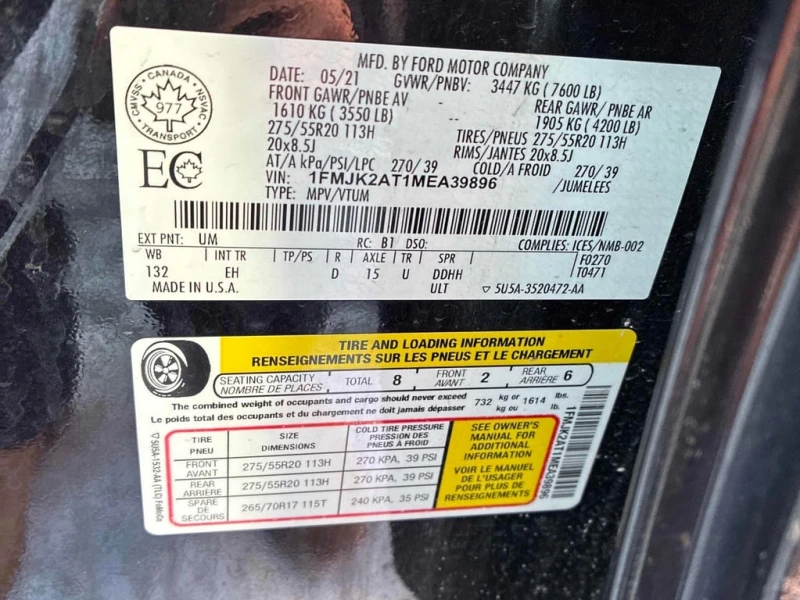 MFD. BY FORD MOTOR COMPANY
DATE: 05/21 GVWR/PNBV: 3447 KG ( 7600 LB)
FRONT GAWR/PNBE AV REAR GAWR/ PNBE AR
1610 KG ( 3550 LB) 1905 KG ( 4200 LB)
275/55R20 113H TIRES/PNEUS 275/55R20 113H
20x8.5J RIMS/JANTES 20x8.5J
AT/A kPa/PSI/LPC 270/ 39 COLD/A FROID 270/ 39
VIN: 1FMJK2AT1MEA39896 /JUMELEES
TYPE: MPV/VTUM
CMVSS • CANADA • NSVAC
977
TRANSPORT
EC
EXT PNT: UM RC: B1 DSO: COMPLIES: ICES/NMB-002
WB INT TR TP/PS R AXLE TR SPR F0270
132 EH D 15 U DDHH T0471
MADE IN U.S.A. ULT ▽ 5U5A-3520472-AA
TIRE AND LOADING INFORMATION
RENSEIGNEMENTS SUR LES PNEUS ET LE CHARGEMENT
SEATING CAPACITY TOTAL 8 FRONT 2 REAR 6
NOMBRE DE PLACES AVANT ARRIÈRE
The combined weight of occupants and cargo should never exceed 732 kg or 1614 lbs.
Le poids total des occupants et du chargement ne doit jamais dépasser kg ou lb.
TIRE SIZE COLD TIRE PRESSURE
PNEU DIMENSIONS PRESSION DES PNEUS À FROID
FRONT AVANT 275/55R20 113H 270 KPA, 39 PSI
REAR ARRIÈRE 275/55R20 113H 270 KPA, 39 PSI
SPARE DE SECOURS 265/70R17 115T 240 KPA, 35 PSI
SEE OWNER'S
MANUAL FOR
ADDITIONAL
INFORMATION
VOIR LE MANUEL
DE L'USAGER
POUR PLUS DE
RENSEIGNEMENTS
1FMJK2AT1MEA39896
▽ 5U5A-1532-AA (TLG) FoMoCo